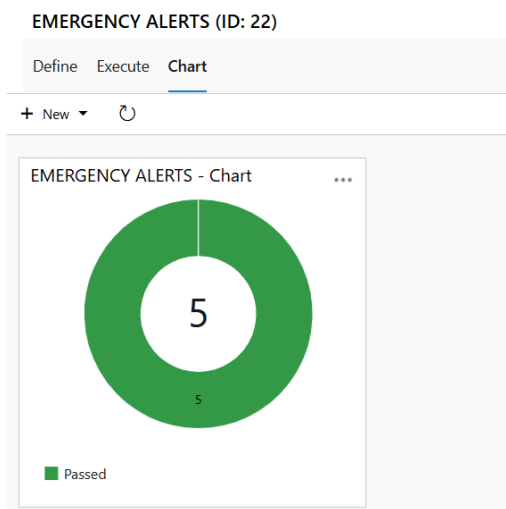 EMERGENCY ALERTS (ID: 22)
Define Execute Chart
+ New
EMERGENCY ALERTS - Chart
5
5
Passed